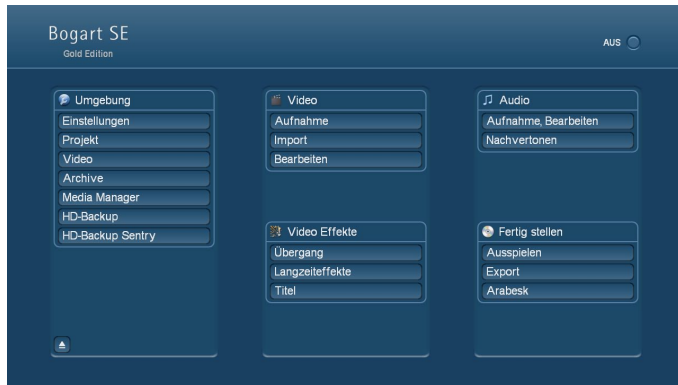 Bogart SE
Gold Edition
AUS
Umgebung
Einstellungen
Projekt
Video
Archive
Media Manager
HD-Backup
HD-Backup Sentry
Video
Aufnahme
Import
Bearbeiten
Video Effekte
Übergang
Langzeiteffekte
Titel
Audio
Aufnahme, Bearbeiten
Nachvertonen
Fertig stellen
Ausspielen
Export
Arabesk